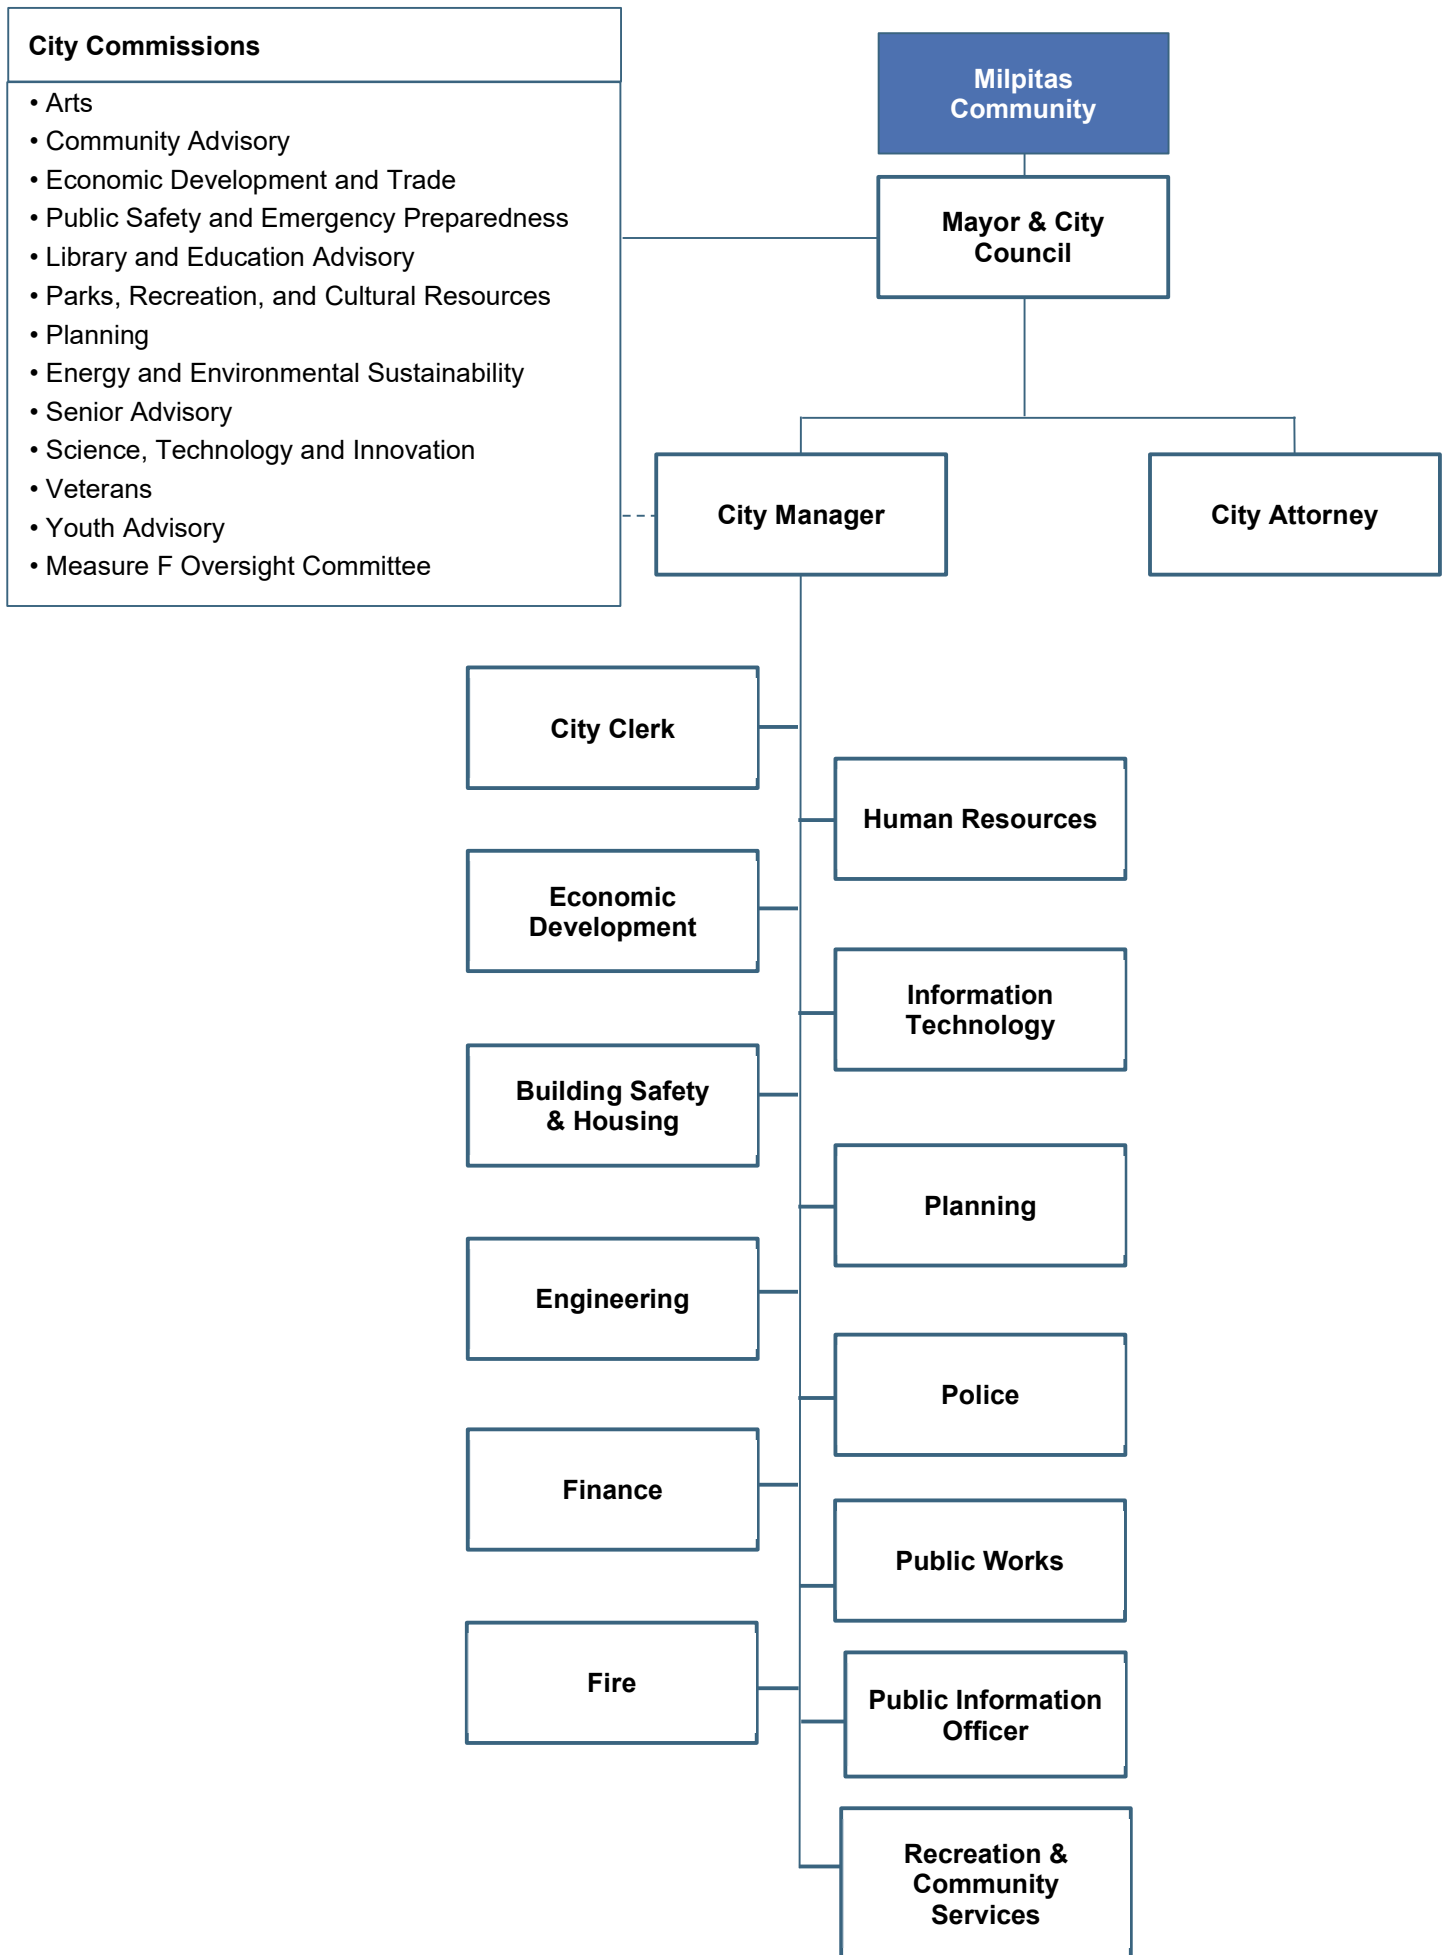 City Commissions
• Arts
• Community Advisory
• Economic Development and Trade
• Public Safety and Emergency Preparedness
• Library and Education Advisory
• Parks, Recreation, and Cultural Resources
• Planning
• Energy and Environmental Sustainability
• Senior Advisory
• Science, Technology and Innovation
• Veterans
• Youth Advisory
• Measure F Oversight Committee
Milpitas
Community
Mayor & City
Council
City Manager
City Attorney
City Clerk
Human Resources
Economic
Development
Information
Technology
Building Safety
& Housing
Planning
Engineering
Police
Finance
Public Works
Fire
Public Information
Officer
Recreation &
Community
Services